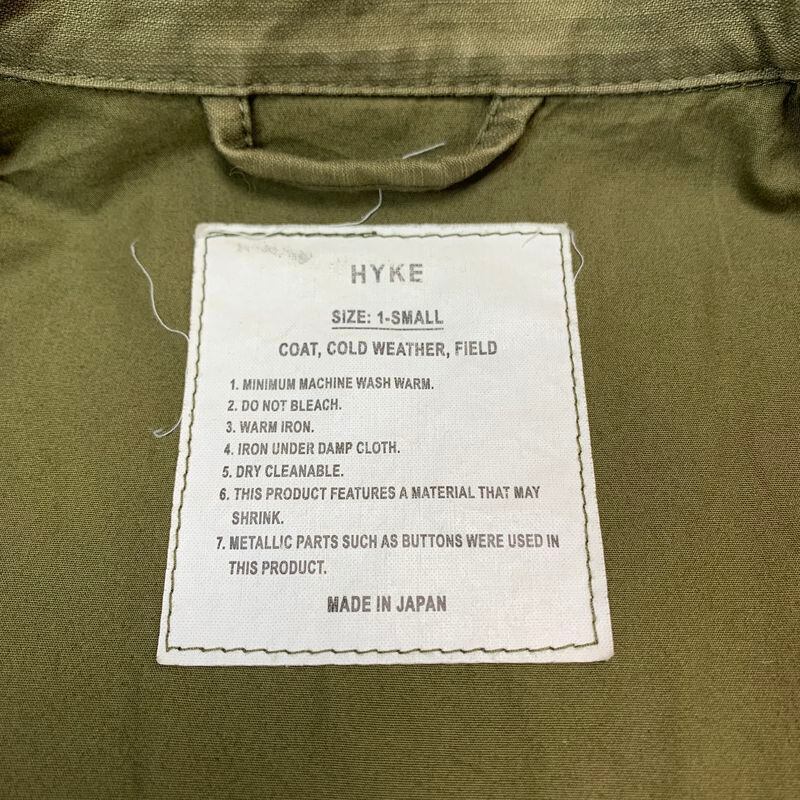 HYKE
SIZE: 1-SMALL
COAT, COLD WEATHER, FIELD
1. MINIMUM MACHINE WASH WARM.
2. DO NOT BLEACH.
3. WARM IRON.
4. IRON UNDER DAMP CLOTH.
5. DRY CLEANABLE.
6. THIS PRODUCT FEATURES A MATERIAL THAT MAY
SHRINK.
7. METALLIC PARTS SUCH AS BUTTONS WERE USED IN
THIS PRODUCT.
MADE IN JAPAN